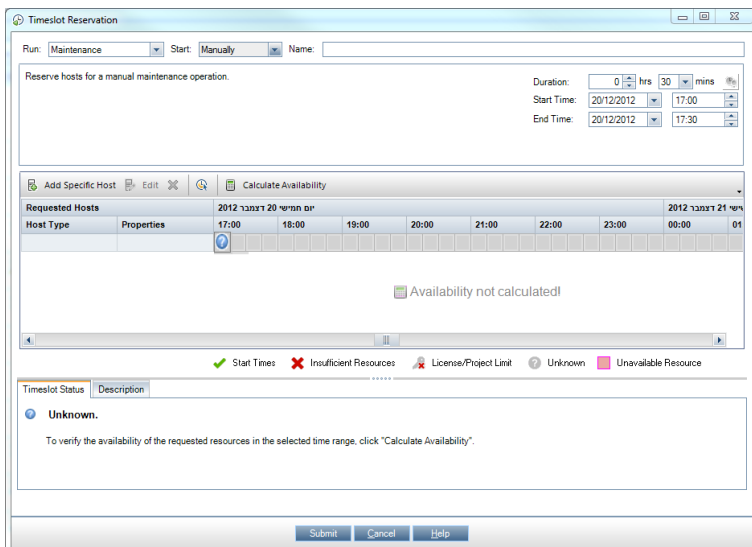 Timeslot Reservation
Run: Maintenance Start: Manually Name:
Reserve hosts for a manual maintenance operation.
Duration: 0 hrs 30 mins
Start Time: 20/12/2012 17:00
End Time: 20/12/2012 17:30
Add Specific Host Edit Calculate Availability
Requested Hosts יום חמישי 20 דצמבר 2012 ישי 21 דצמבר 2012
Host Type Properties 17:00 18:00 19:00 20:00 21:00 22:00 23:00 00:00 01
Availability not calculated!
Start Times Insufficient Resources License/Project Limit Unknown Unavailable Resource
Timeslot Status Description
Unknown.
To verify the availability of the requested resources in the selected time range, click "Calculate Availability".
Submit Cancel Help